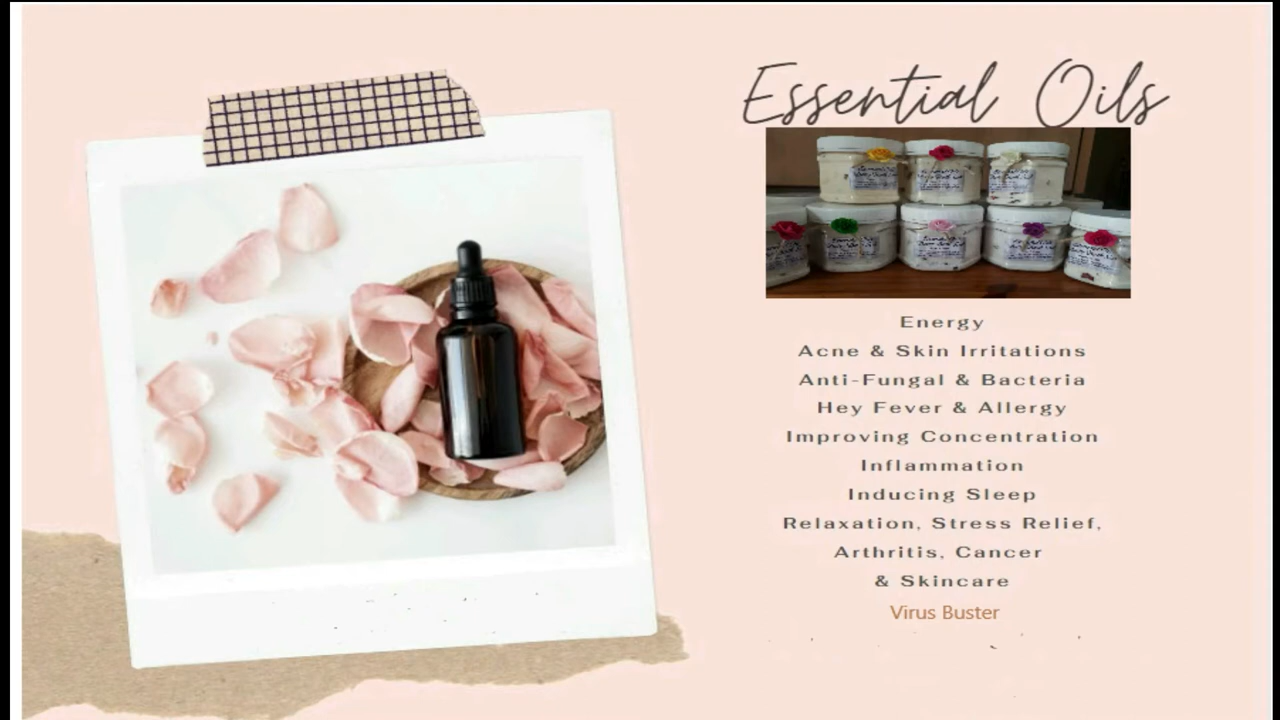 Essential Oils
Energy
Acne & Skin Irritations
Anti-Fungal & Bacteria
Hey Fever & Allergy
Improving Concentration
Inflammation
Inducing Sleep
Relaxation, Stress Relief,
Arthritis, Cancer
& Skincare
Virus Buster